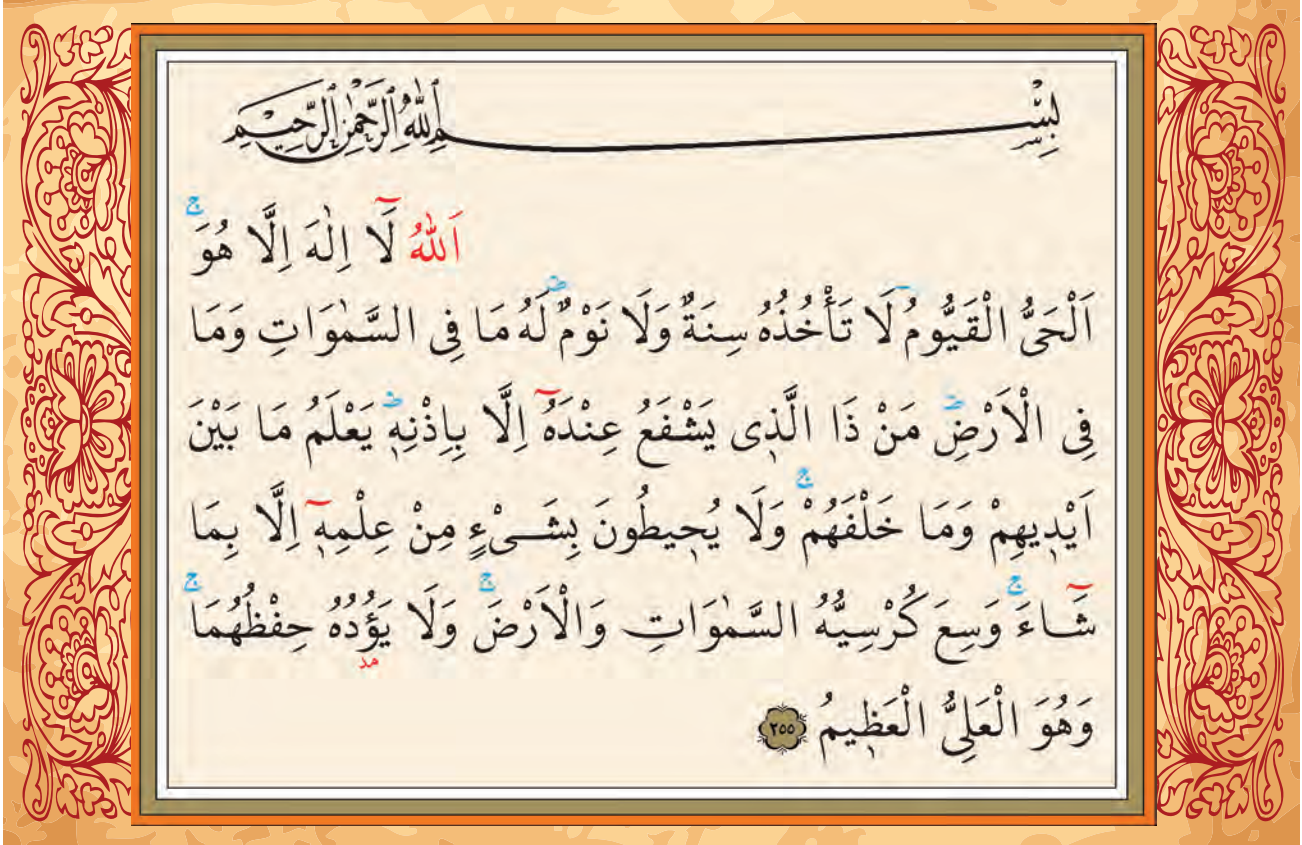 بِسْمِ اللّٰهِ الرَّحْمٰنِ الرَّحِيمِ
اَللّٰهُ لَٓا اِلٰهَ اِلَّا هُوَۚ
اَلْحَىُّ الْقَيُّومُۚ لَا تَأْخُذُهُ سِنَةٌ وَلَا نَوْمٌۜ لَهُ مَا فِى السَّمٰوَاتِ وَمَا
فِى الْاَرْضِۜ مَنْ ذَا الَّذٖى يَشْفَعُ عِنْدَهُٓ اِلَّا بِاِذْنِهٖۜ يَعْلَمُ مَا بَيْنَ
اَيْدٖيهِمْ وَمَا خَلْفَهُمْۚ وَلَا يُحٖيطُونَ بِشَىْءٍ مِنْ عِلْمِهٖٓ اِلَّا بِمَا
شَٓاءَۚ وَسِعَ كُرْسِيُّهُ السَّمٰوَاتِ وَالْاَرْضَۚ وَلَا يَؤُدُهُ حِفْظُهُمَاۚ
مد
وَهُوَ الْعَلِىُّ الْعَظٖيمُ ٢٥٥